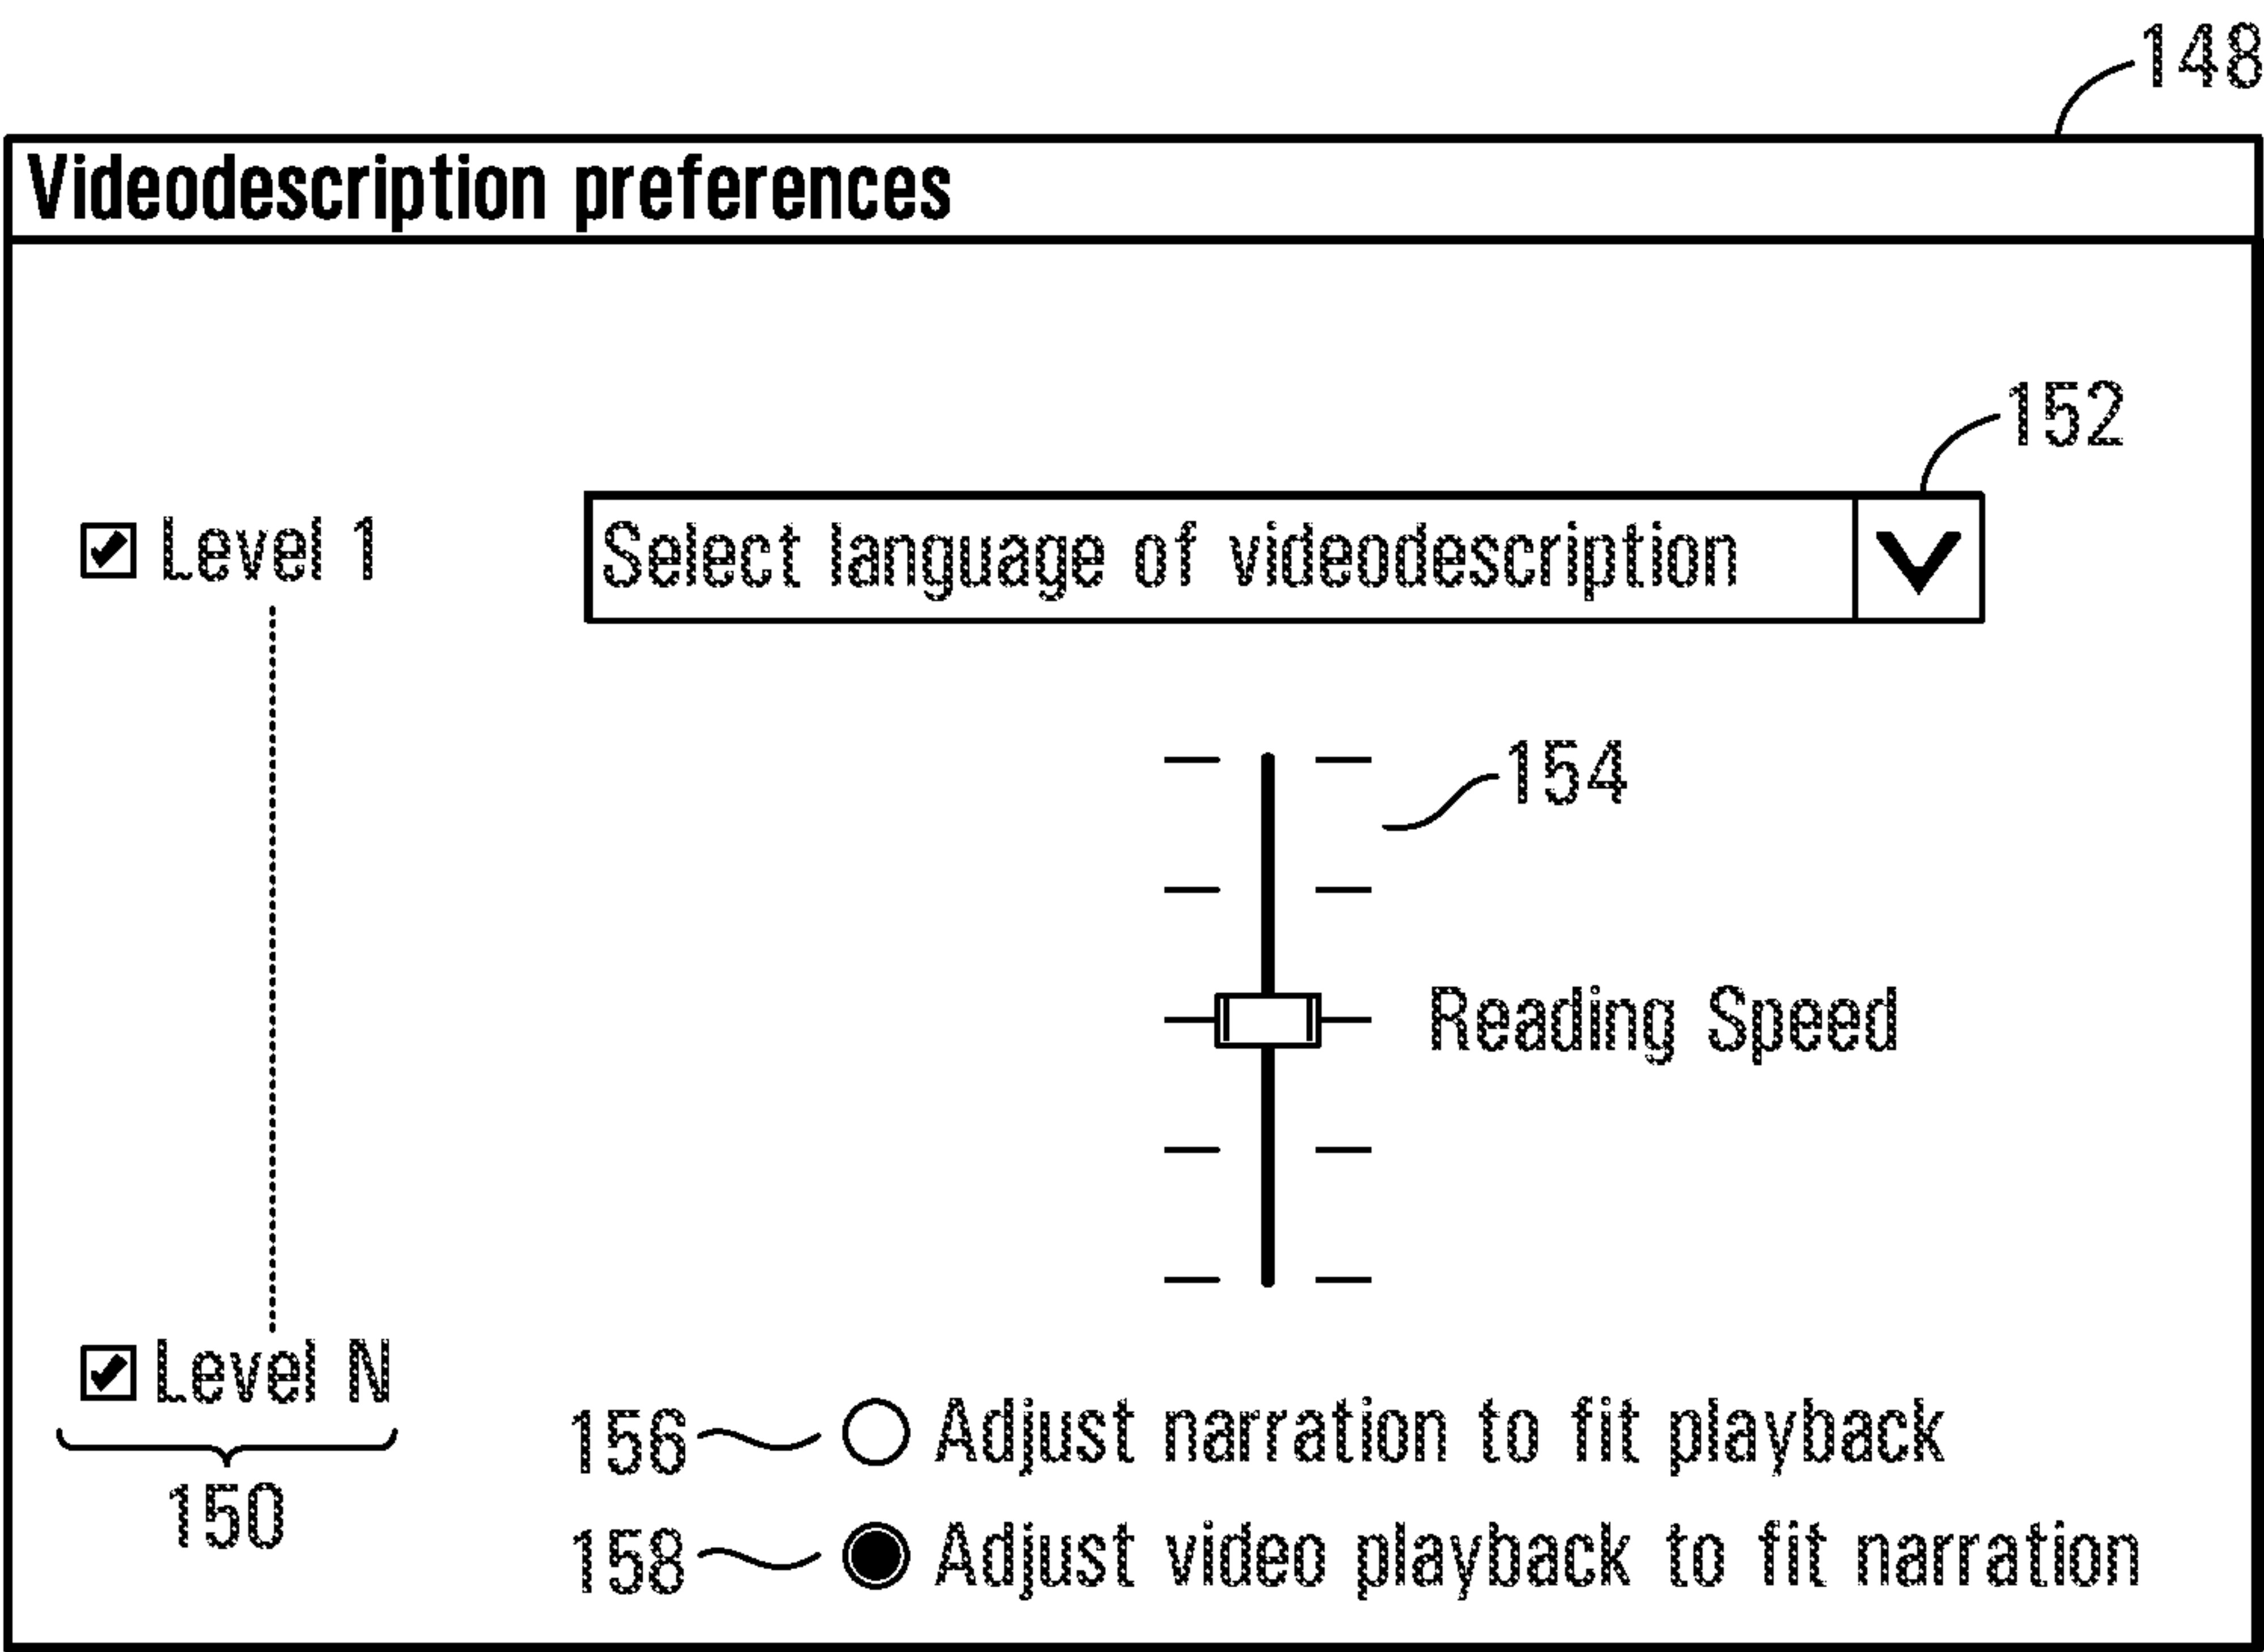 148
Videodescription preferences
152
Level 1
Select language of videodescription
154
Reading Speed
Level N
150
156 Adjust narration to fit playback
158 Adjust video playback to fit narration